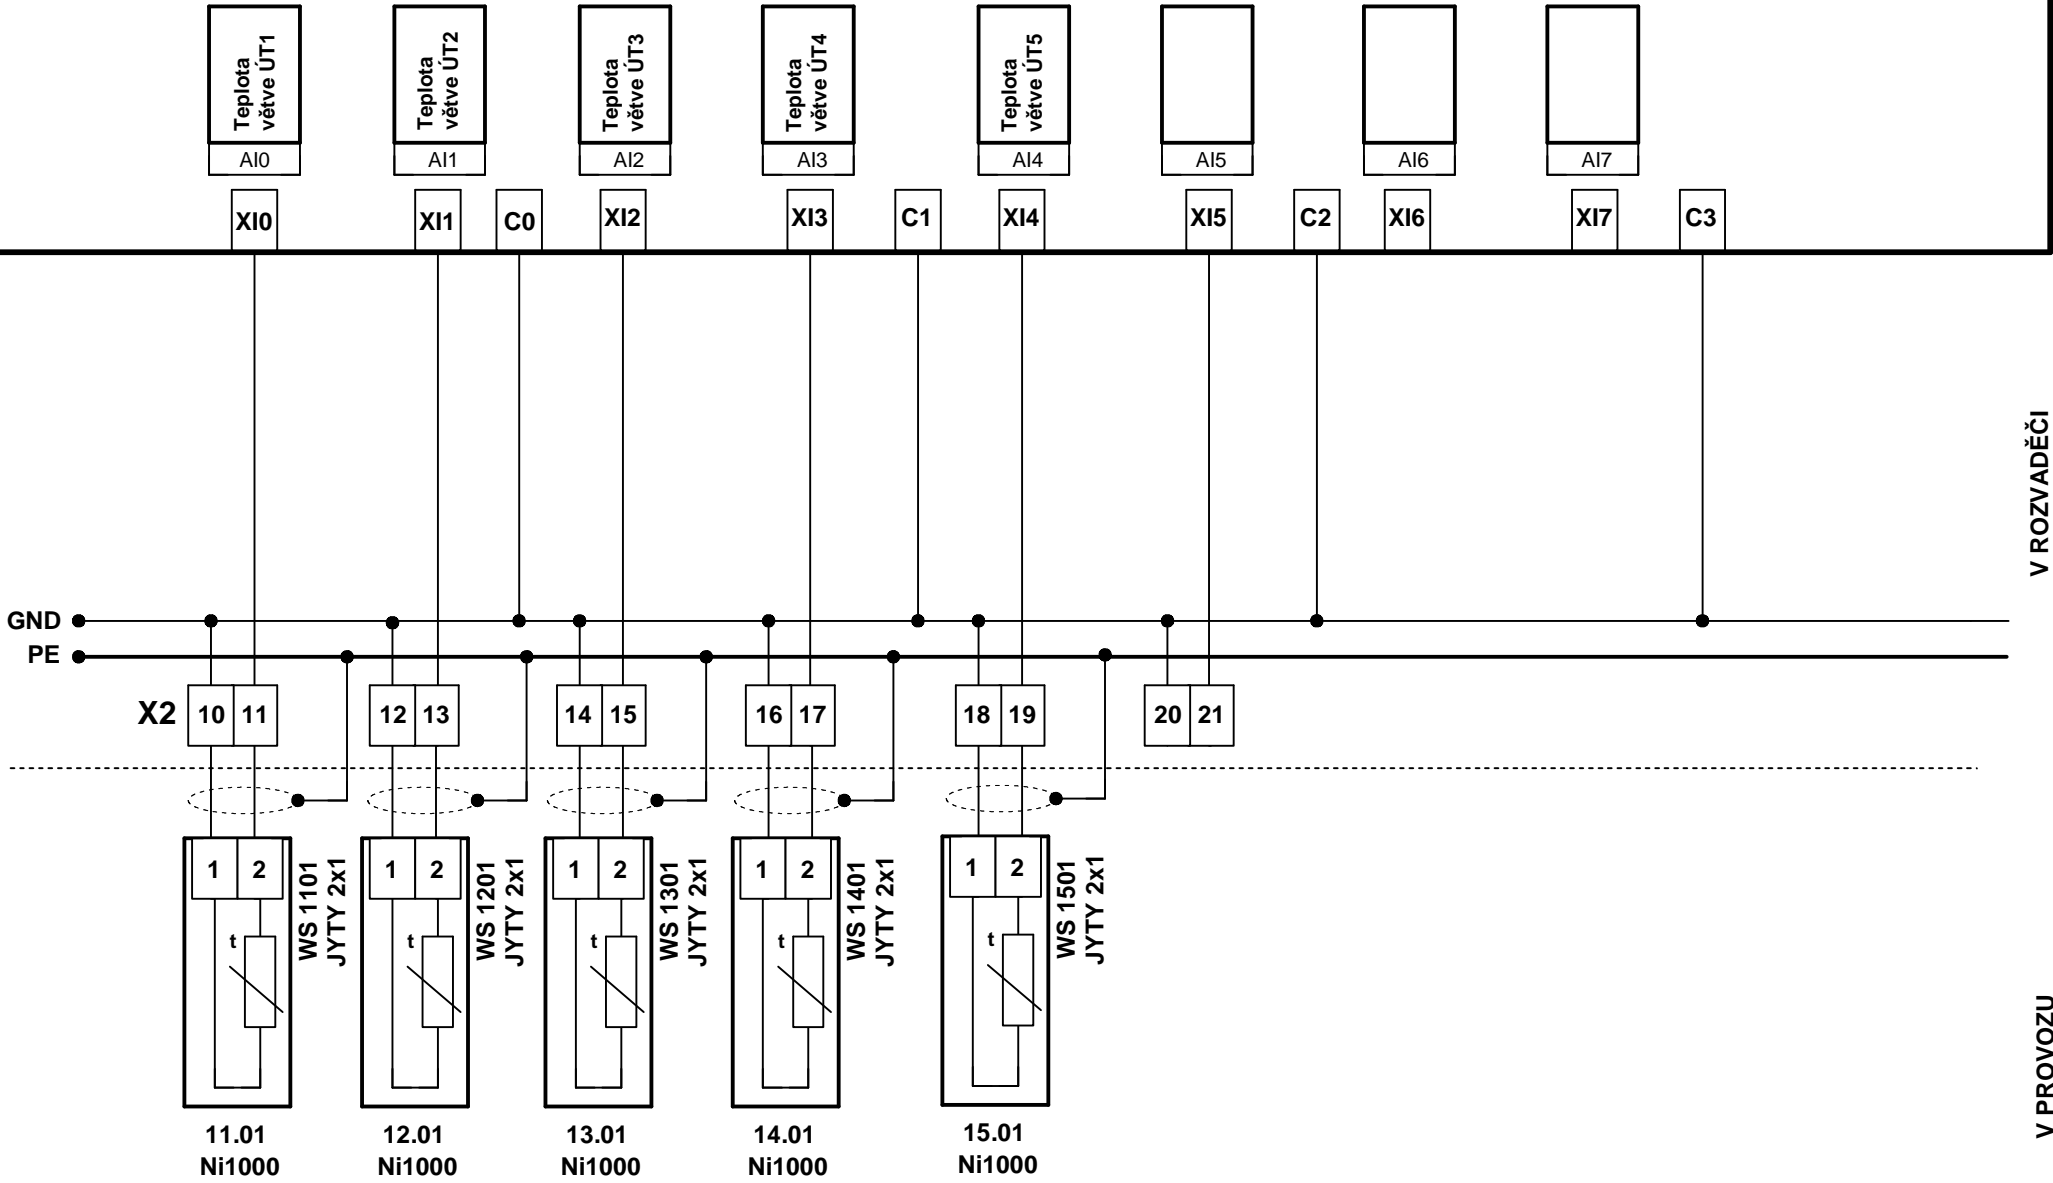 Teplota
větve ÚT1
Teplota
větve ÚT2
Teplota
větve ÚT3
Teplota
větve ÚT4
Teplota
větve ÚT5
AI0 AI1 AI2 AI3 AI4 AI5 AI6 AI7
XI0 XI1 C0 XI2 XI3 C1 XI4 XI5 C2 XI6 XI7 C3
V ROZVADĚČI
GND
PE
X2 10 11 12 13 14 15 16 17 18 19 20 21
1 2 1 2 1 2 1 2 1 2
WS 1101
JYTY 2x1
WS 1201
JYTY 2x1
WS 1301
JYTY 2x1
WS 1401
JYTY 2x1
WS 1501
JYTY 2x1
t t t t t
V PROVOZU
11.01 12.01 13.01 14.01 15.01
Ni1000 Ni1000 Ni1000 Ni1000 Ni1000